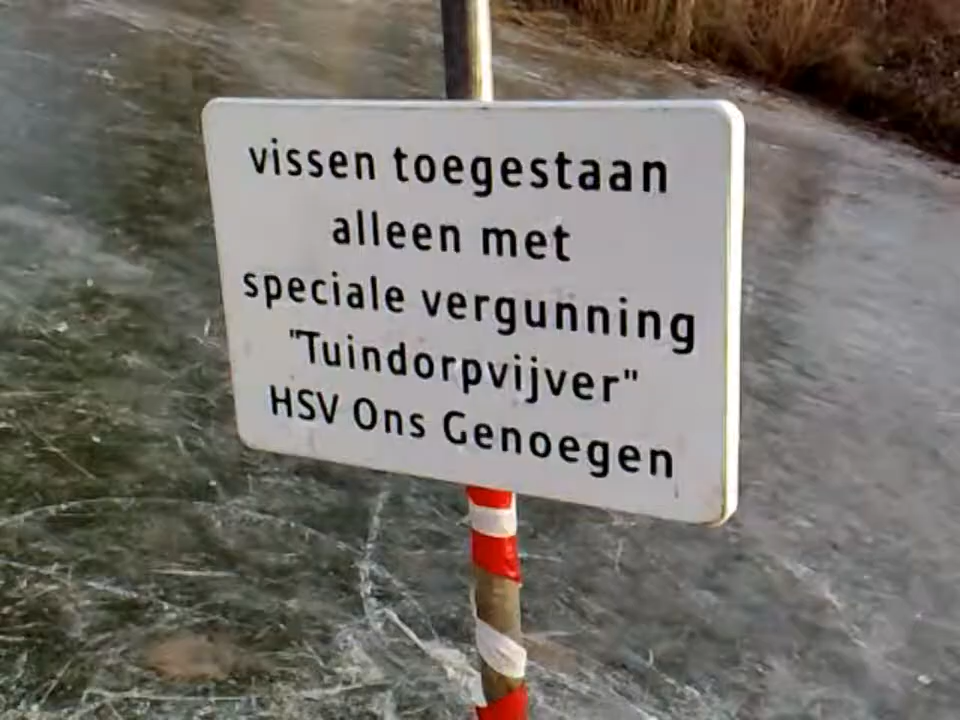 vissen toegestaan
alleen met
speciale vergunning
"Tuindorpvijver"
HSV Ons Genoegen